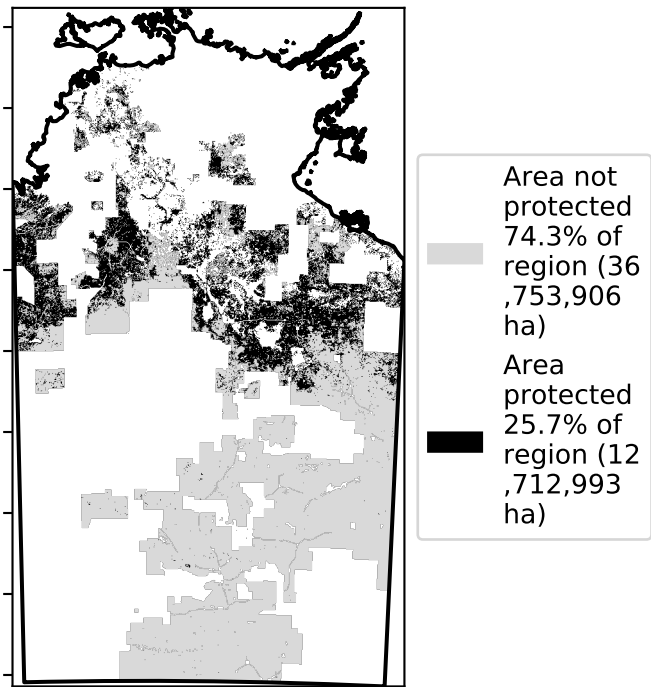 Area not
protected
74.3% of
region (36
,753,906
ha)
Area
protected
25.7% of
region (12
,712,993
ha)